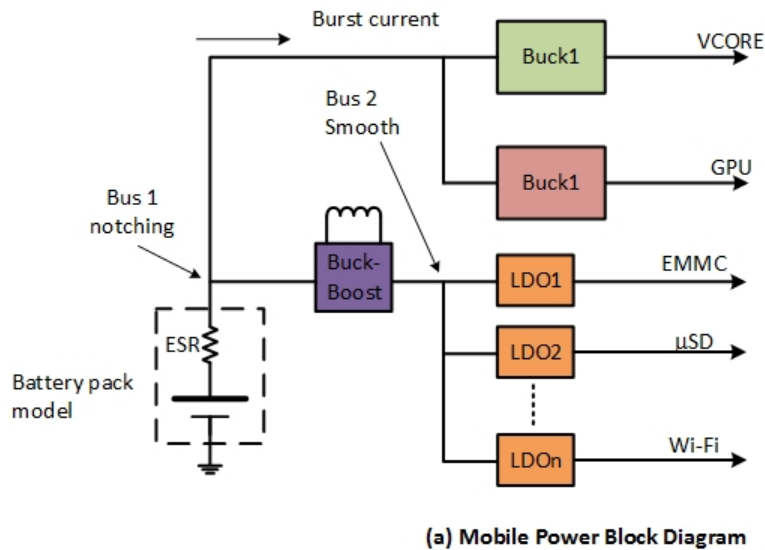 Burst current
Buck1
VCORE
Bus 2
Smooth
Buck1
GPU
Bus 1
notching
Buck-
Boost
LDO1
EMMC
ESR
LDO2
µSD
Battery pack
model
LDOn
Wi-Fi
(a) Mobile Power Block Diagram